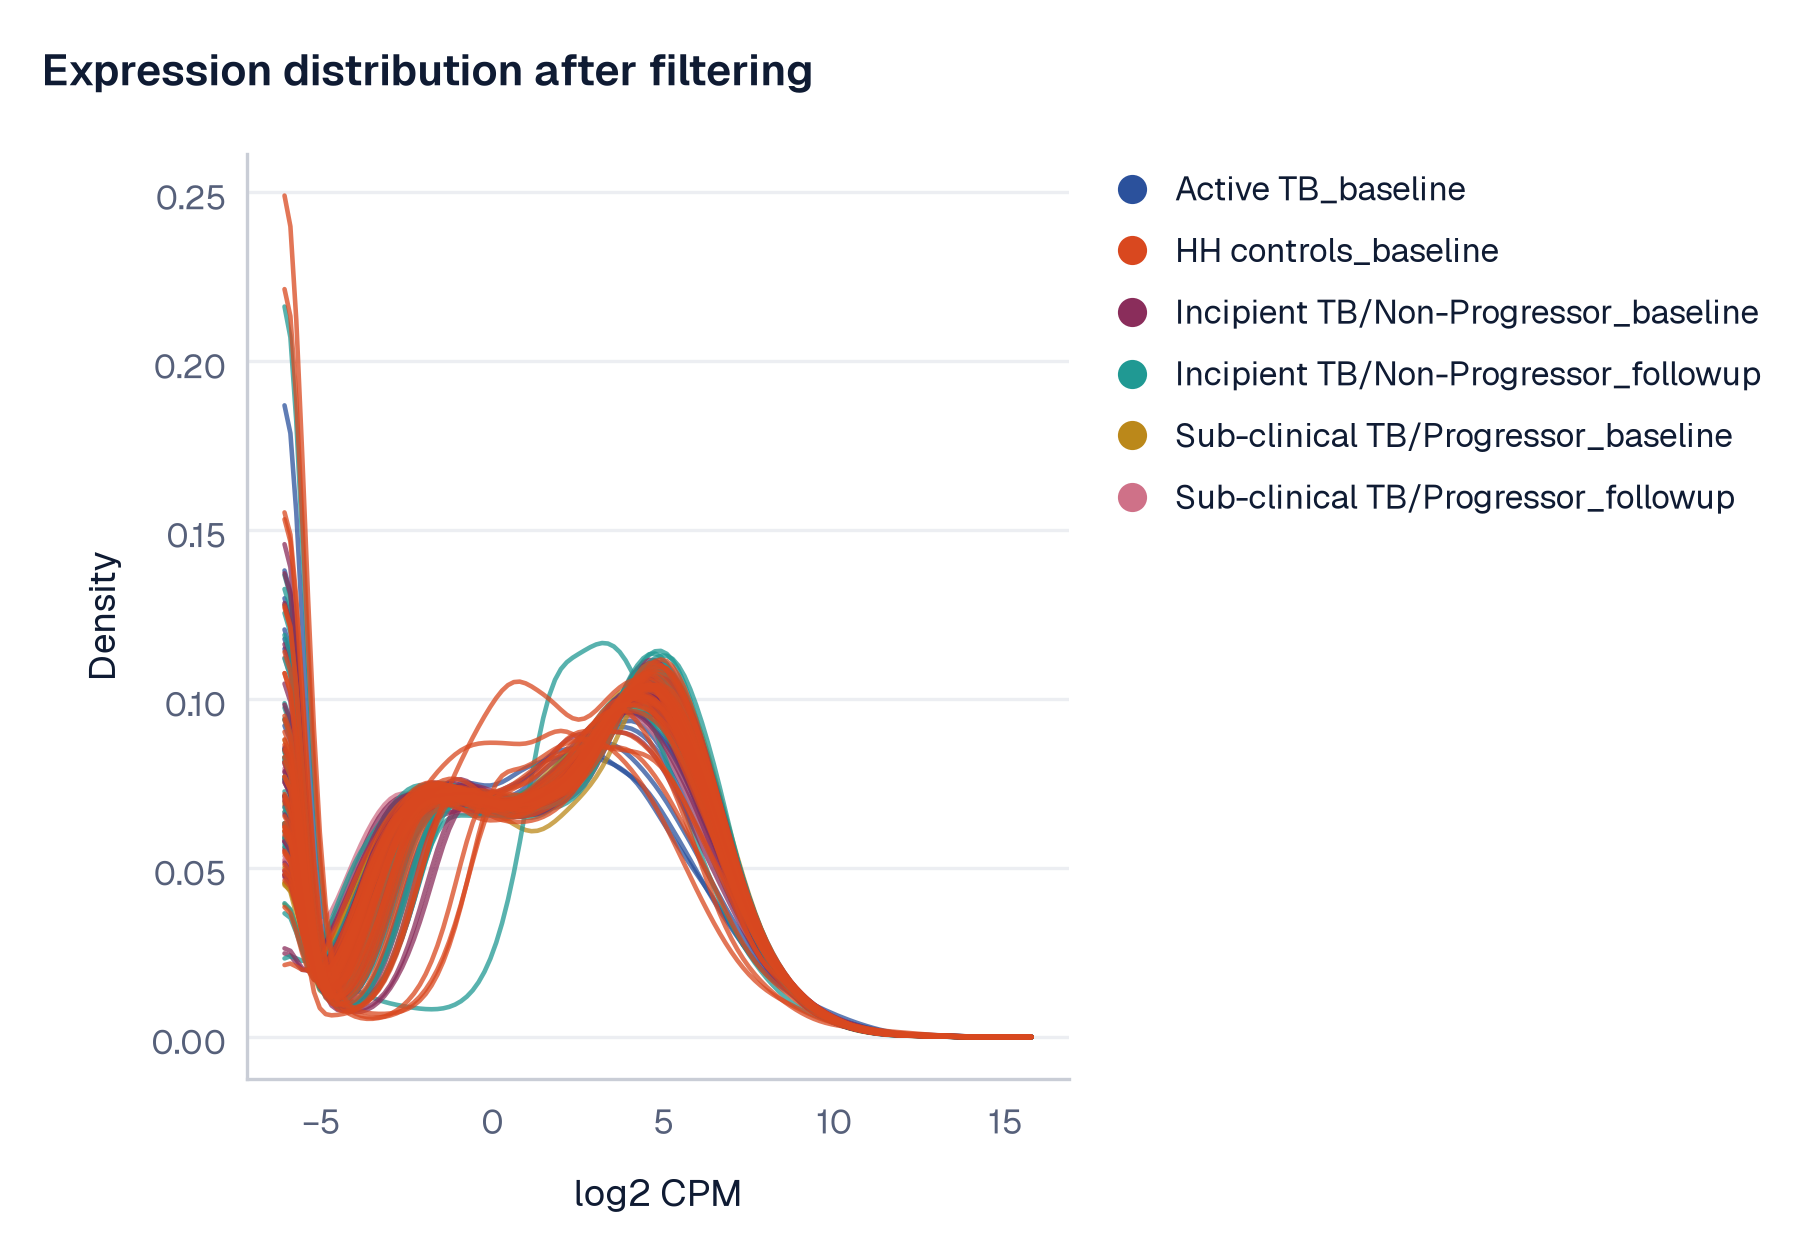 Expression distribution after filtering
0.25
0.20
0.15
0.10
0.05
0.00
Density
−5
0
5
10
15
log2 CPM
Active TB_baseline
HH controls_baseline
Incipient TB/Non-Progressor_baseline
Incipient TB/Non-Progressor_followup
Sub-clinical TB/Progressor_baseline
Sub-clinical TB/Progressor_followup